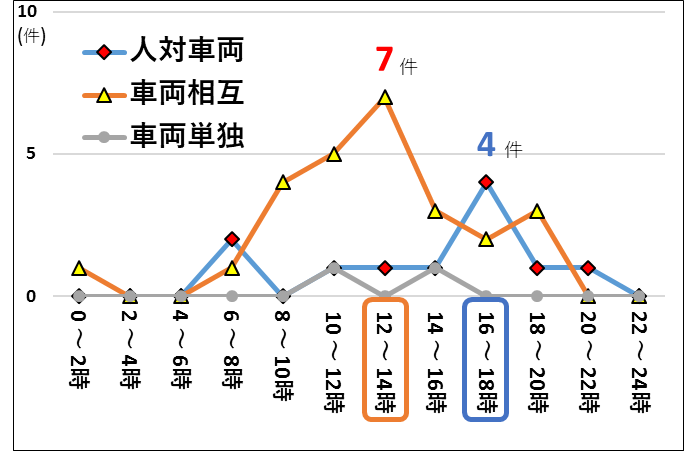 10
(件)
人対車両
車両相互
車両単独
7 件
4 件
5
0
0～2時
2～4時
4～6時
6～8時
8～10時
10～12時
12～14時
14～16時
16～18時
18～20時
20～22時
22～24時